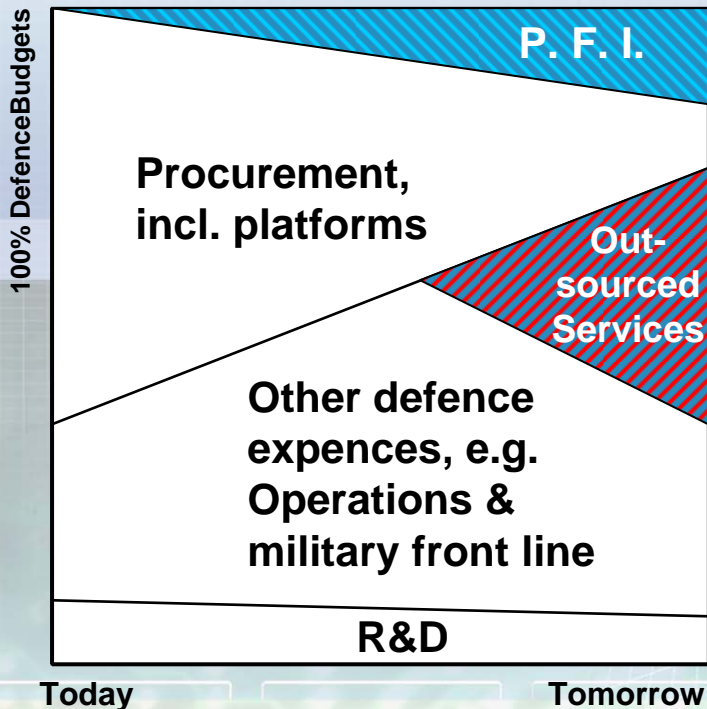 100% DefenceBudgets
P. F. I.
Procurement,
incl. platforms
Out-
sourced
Services
Other defence
expences, e.g.
Operations &
military front line
R&D
Today
Tomorrow